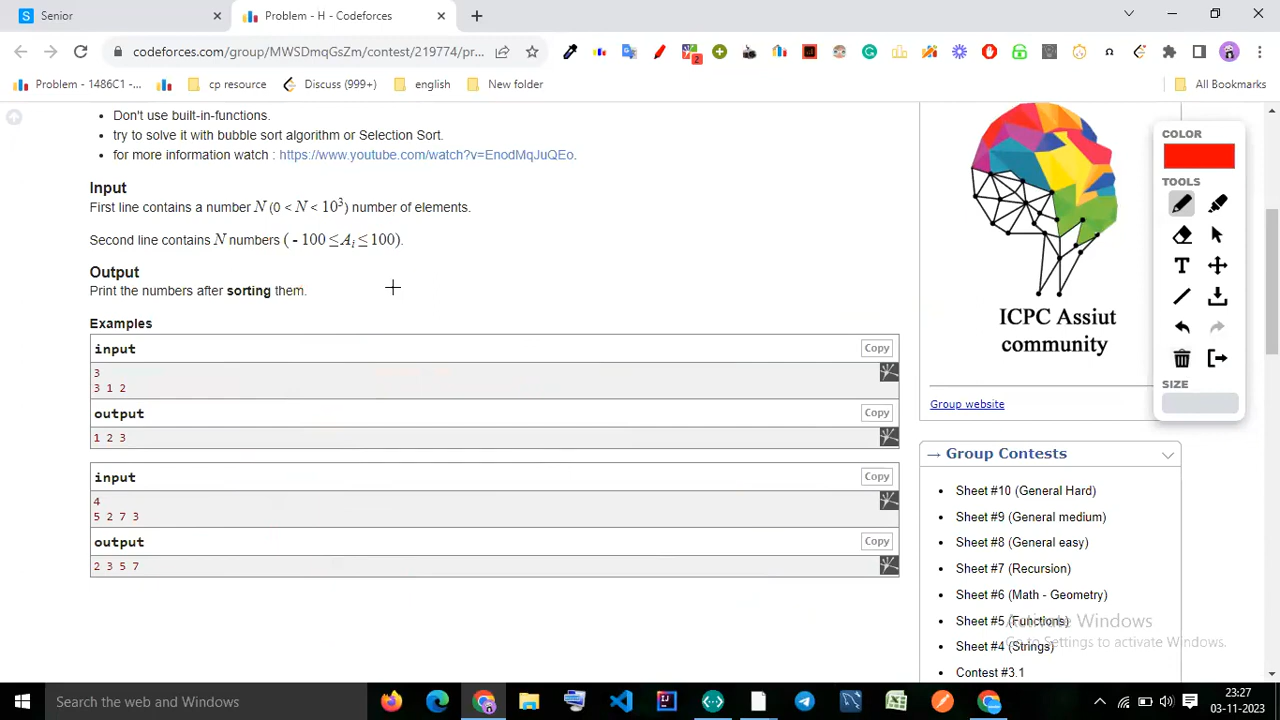 Senior
Problem - H - Codeforces
codeforces.com/group/MWSDmqGsZm/contest/219774/pr...
2
Problem - 1486C1 - ...
cp resource
Discuss (999+)
english
New folder
All Bookmarks
Don't use built-in-functions.
try to solve it with bubble sort algorithm or Selection Sort.
for more information watch : https://www.youtube.com/watch?v=EnodMqJuQEo.
Input
First line contains a number N (0 < N < 10³) number of elements.
Second line contains N numbers ( - 100 ≤ Aᵢ ≤ 100).
Output
Print the numbers after sorting them.
Examples
input
Copy
3
3 1 2
output
Copy
1 2 3
input
Copy
4
5 2 7 3
output
Copy
2 3 5 7
ICPC Assiut
community
Group website
→ Group Contests
Sheet #10 (General Hard)
Sheet #9 (General medium)
Sheet #8 (General easy)
Sheet #7 (Recursion)
Sheet #6 (Math - Geometry)
Sheet #5 (Functions)
Sheet #4 (Strings)
Contest #3.1
COLOR
TOOLS
T
SIZE
Activate Windows
Go to Settings to activate Windows.
Search the web and Windows
23:27
03-11-2023